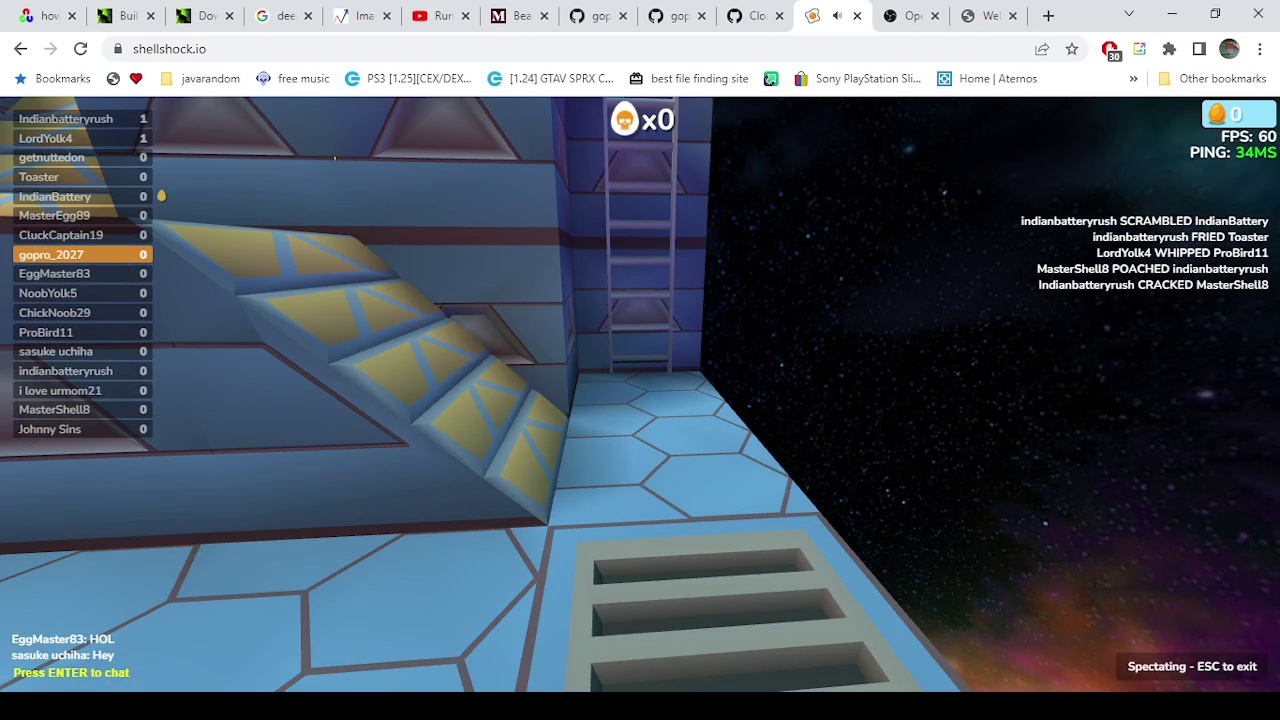 how
Buil
Dow
dee
Ima
Run
Bea
gop
gop
Clo
Ope
Wel
shellshock.io
30
Bookmarks
javarandom
free music
PS3 [1.25][CEX/DEX...
[1.24] GTAV SPRX C...
best file finding site
Sony PlayStation Sli...
Home | Aternos
»
Other bookmarks
Indianbatteryrush 1
LordYolk4 1
getnuttedon 0
Toaster 0
IndianBattery 0
MasterEgg89 0
CluckCaptain19 0
gopro_2027 0
EggMaster83 0
NoobYolk5 0
ChickNoob29 0
ProBird11 0
sasuke uchiha 0
indianbatteryrush 0
i love urmom21 0
MasterShell8 0
Johnny Sins 0
x0
0
FPS: 60
PING: 34MS
indianbatteryrush SCRAMBLED IndianBattery
indianbatteryrush FRIED Toaster
LordYolk4 WHIPPED ProBird11
MasterShell8 POACHED indianbatteryrush
Indianbatteryrush CRACKED MasterShell8
EggMaster83: HOL
sasuke uchiha: Hey
Press ENTER to chat
Spectating - ESC to exit